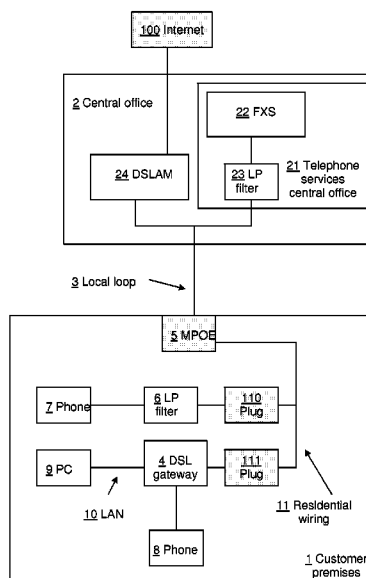 100 Internet
2 Central office
22 FXS
24 DSLAM
23 LP
filter
21 Telephone
services
central office
3 Local loop
5 MPOE
7 Phone
6 LP
filter
110
Plug
9 PC
4 DSL
gateway
111
Plug
10 LAN
11 Residential
wiring
8 Phone
1 Customer
premises